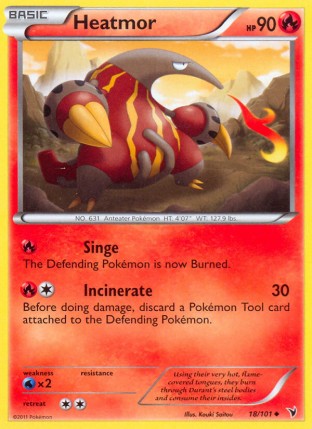 BASIC Heatmor HP 90
NO. 631 Anteater Pokémon HT. 4'07" WT. 127.9 lbs.
Singe
The Defending Pokémon is now Burned.
Incinerate 30
Before doing damage, discard a Pokémon Tool card
attached to the Defending Pokémon.
weakness resistance
×2
retreat
Using their very hot, flame-
covered tongues, they burn
through Durant's steel bodies
and consume their insides.
©2011 Pokémon Illus. Kouki Saitou 18/101